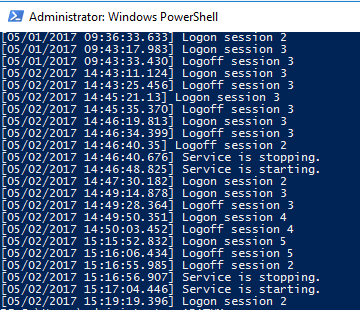 Administrator: Windows PowerShell
[05/01/2017 09:36:33.633] Logon session 2
[05/01/2017 09:43:17.983] Logon session 3
[05/01/2017 09:43:33.430] Logoff session 3
[05/02/2017 14:43:11.124] Logon session 3
[05/02/2017 14:43:25.456] Logoff session 3
[05/02/2017 14:45:21.13] Logon session 3
[05/02/2017 14:45:35.370] Logoff session 3
[05/02/2017 14:46:19.813] Logon session 3
[05/02/2017 14:46:34.399] Logoff session 3
[05/02/2017 14:46:40.35] Logoff session 2
[05/02/2017 14:46:40.676] Service is stopping.
[05/02/2017 14:46:48.825] Service is starting.
[05/02/2017 14:47:30.182] Logon session 2
[05/02/2017 14:49:14.878] Logon session 3
[05/02/2017 14:49:28.364] Logoff session 3
[05/02/2017 14:49:50.351] Logon session 4
[05/02/2017 14:50:03.452] Logoff session 4
[05/02/2017 15:15:52.832] Logon session 5
[05/02/2017 15:16:06.434] Logoff session 5
[05/02/2017 15:16:55.985] Logoff session 2
[05/02/2017 15:16:56.907] Service is stopping.
[05/02/2017 15:17:04.446] Service is starting.
[05/02/2017 15:19:19.396] Logon session 2